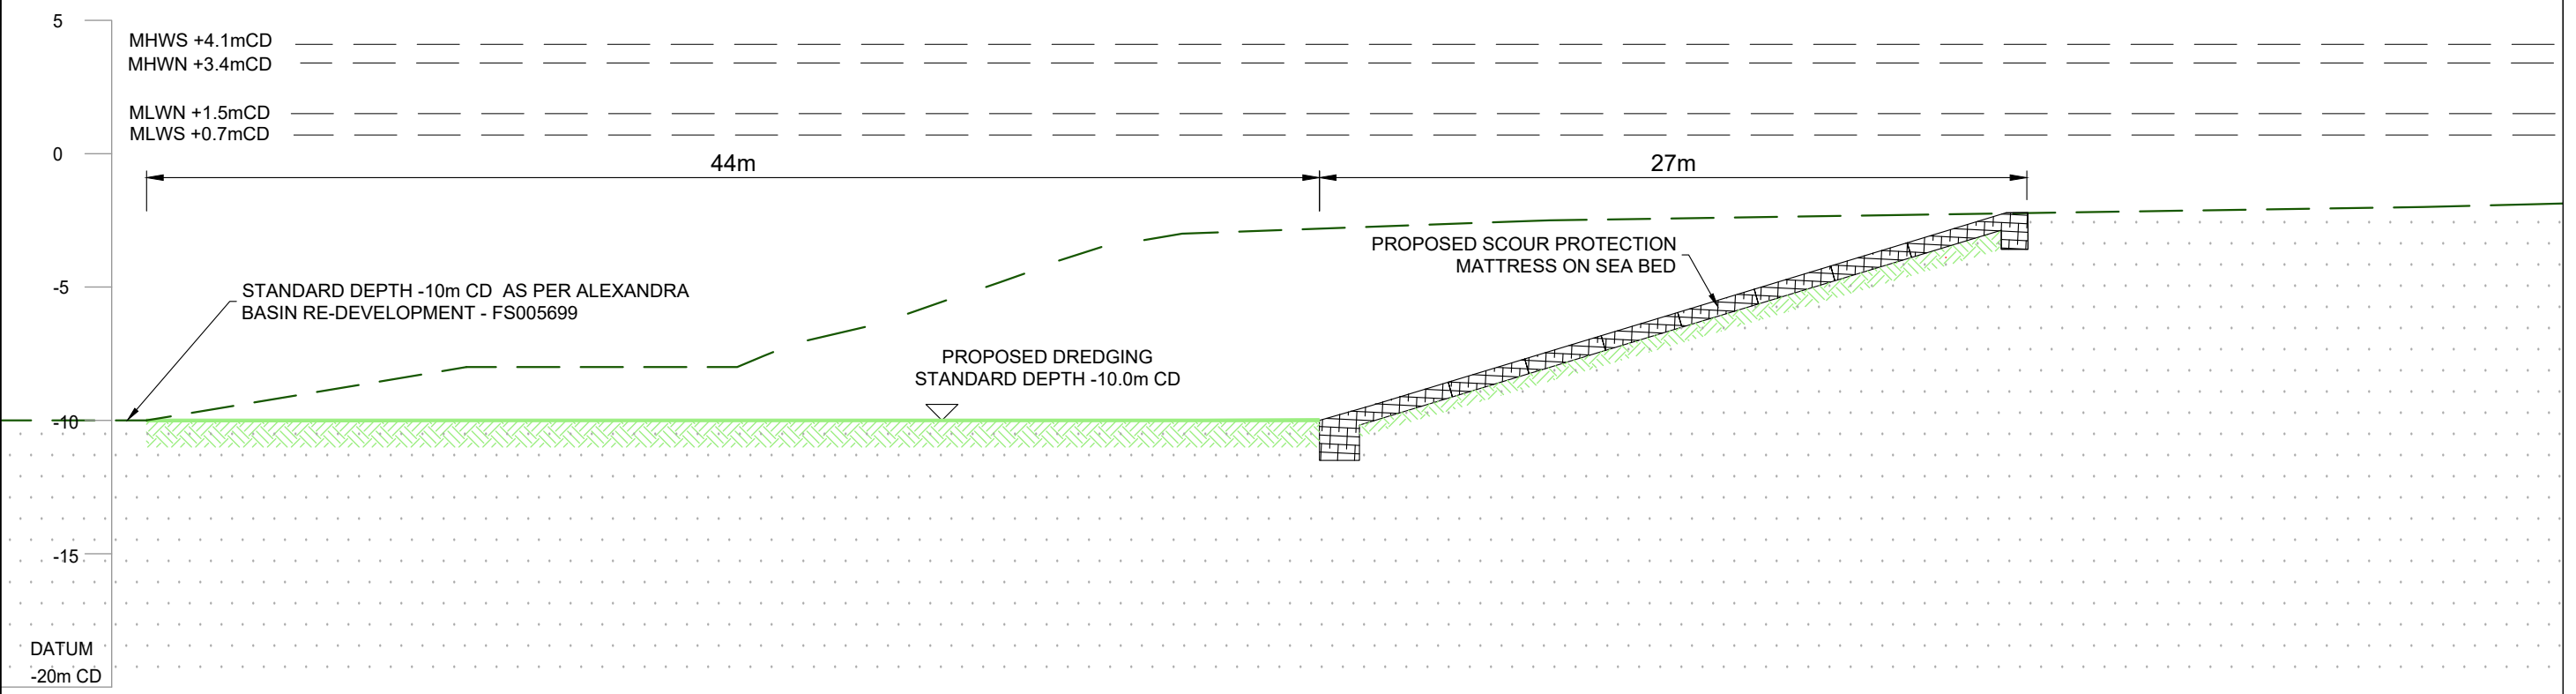 5
MHWS +4.1mCD
MHWN +3.4mCD
MLWN +1.5mCD
MLWS +0.7mCD
0
44m
27m
PROPOSED SCOUR PROTECTION
MATTRESS ON SEA BED
-5
STANDARD DEPTH -10m CD AS PER ALEXANDRA
BASIN RE-DEVELOPMENT - FS005699
PROPOSED DREDGING
STANDARD DEPTH -10.0m CD
-10
-15
DATUM
-20m CD